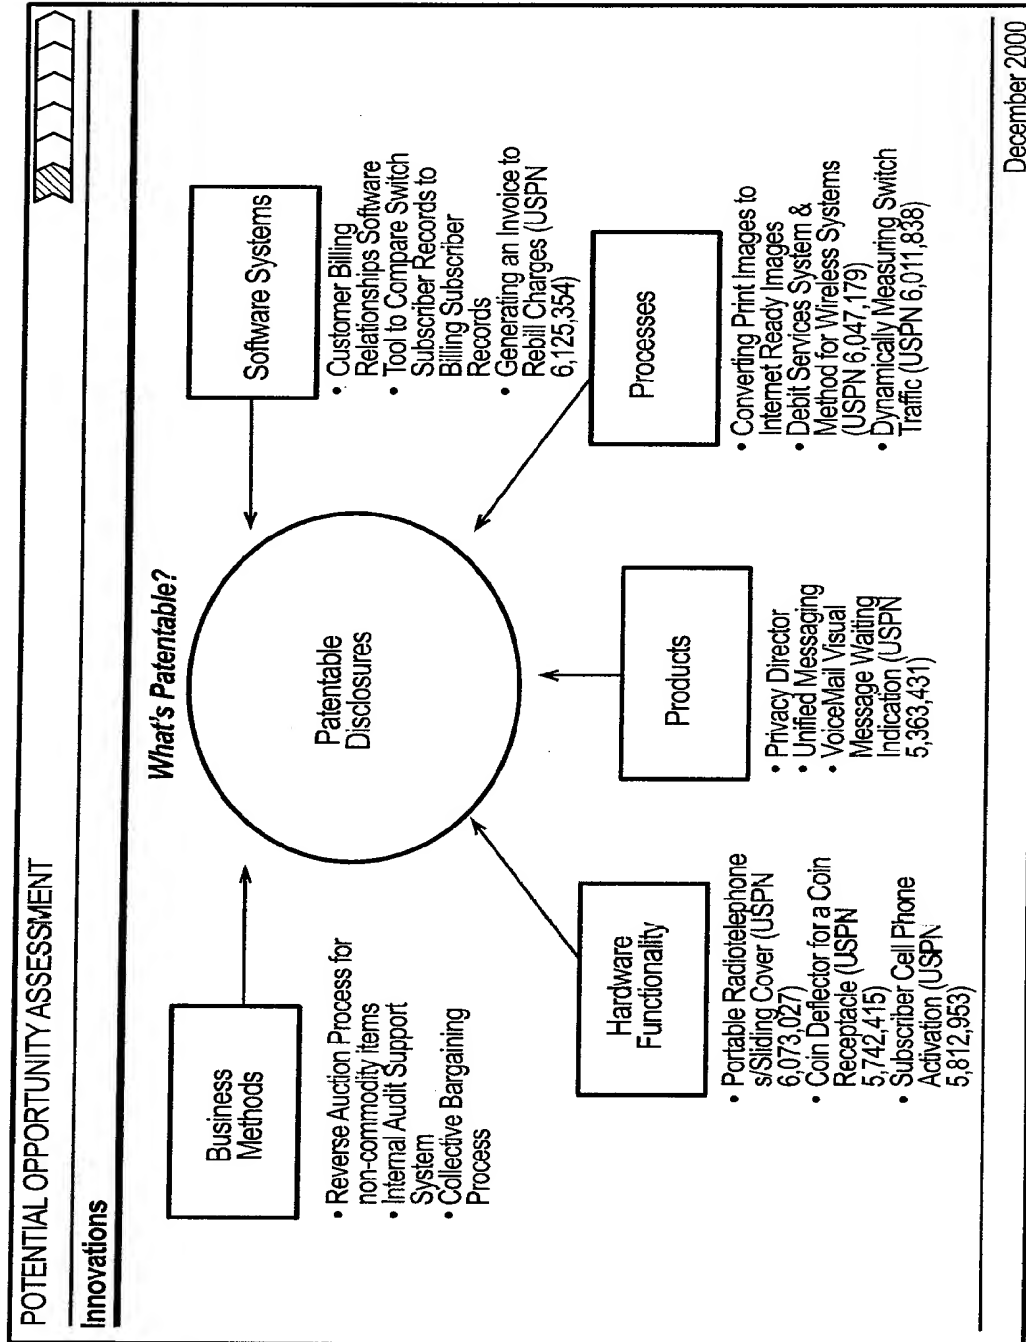 POTENTIAL OPPORTUNITY ASSESSMENT
Innovations
What's Patentable?
Business
Methods
• Reverse Auction Process for
non-commodity items
• Internal Audit Support
System
• Collective Bargaining
Process
Patentable
Disclosures
Software Systems
• Customer Billing
Relationships Software
• Tool to Compare Switch
Subscriber Records to
Billing Subscriber
Records
• Generating an Invoice to
Rebill Charges (USPN
6,125,354)
Hardware
Functionality
• Portable Radiotelephone
s/Sliding Cover (USPN
6,873,027)
• Coin Deflector for a Coin
Receptacle (USPN
5,742,415)
• Subscriber Cell Phone
Activation (USPN
5,812,953)
Products
• Privacy Director
• Unified Messaging
• VoiceMail Visual
Message Waiting
Indication (USPN
5,363,431)
Processes
• Converting Print Images to
Internet Ready Images
• Debit Services System &
Method for Wireless Systems
(USPN 6,047,179)
• Dynamically Measuring Switch
Traffic (USPN 6,011,838)
December 2000